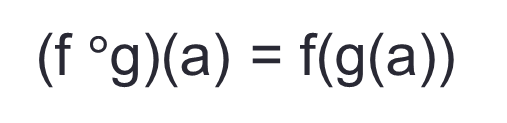 (f °g)(a) = f(g(a))